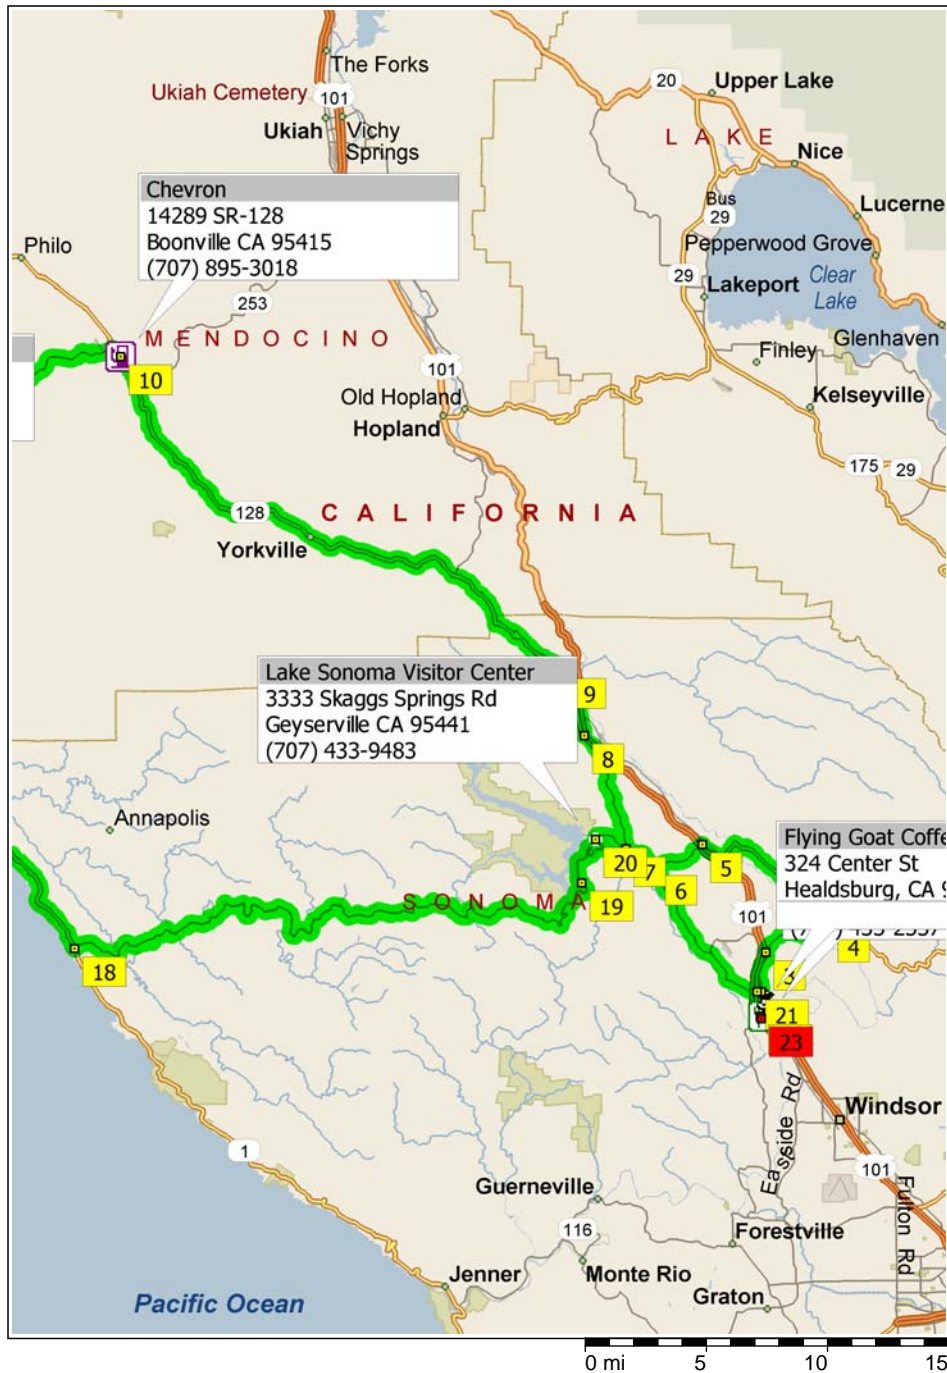 The Forks
20
Upper Lake
Ukiah Cemetery
101
Ukiah
Vichy
Springs
L A K E
Nice
Chevron
14289 SR-128
Boonville CA 95415
(707) 895-3018
Bus
29
Lucerne
Philo
Pepperwood Grove
29
Lakeport
Clear
Lake
253
MENDOCINO
Glenhaven
Finley
101
10
Old Hopland
Hopland
Kelseyville
175
29
128
CALIFORNIA
Yorkville
Lake Sonoma Visitor Center
3333 Skaggs Springs Rd
Geyserville CA 95441
(707) 433-9483
9
8
Annapolis
Flying Goat Coffe
324 Center St
Healdsburg, CA 9
20
7
5
6
SONOMA
19
101
4
18
3
21
23
Eastside Rd
Windsor
1
101
Fulton Rd
Guerneville
116
Forestville
Jenner
Monte Rio
Graton
Pacific Ocean
0 mi
5
10
15